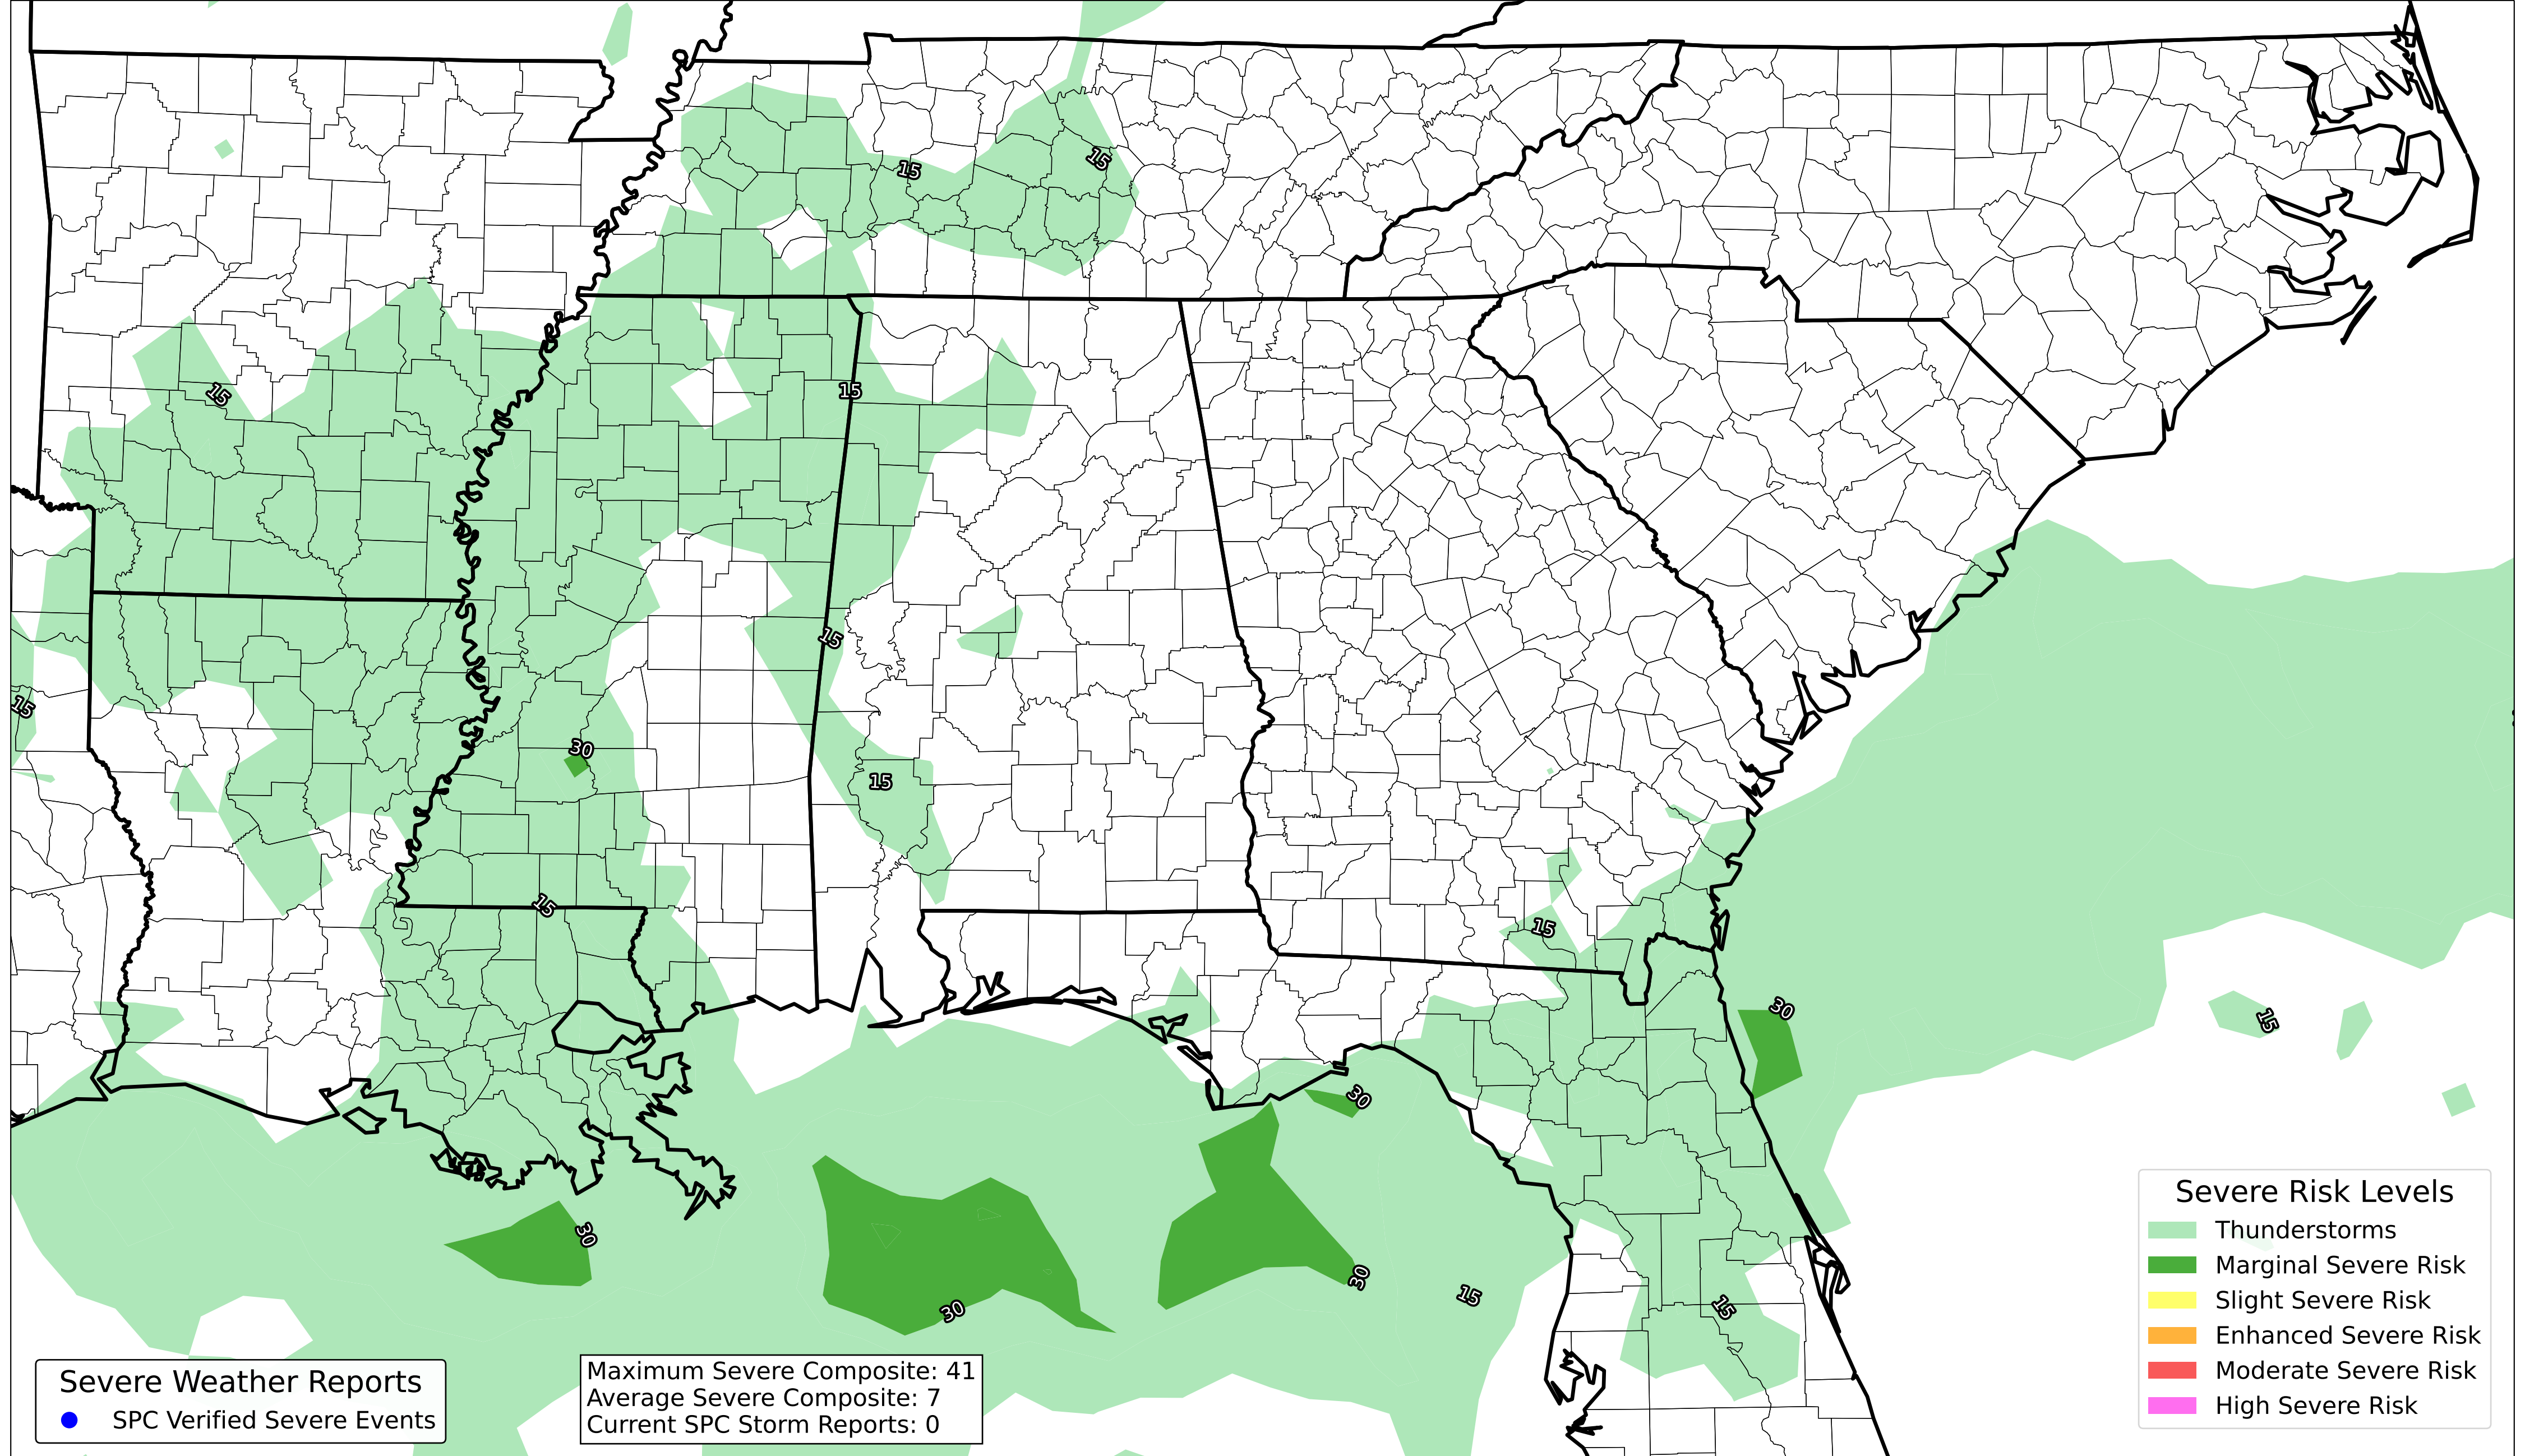 15
15
15
15
15
15
30
15
15
15
30
15
30
30
30
30
15
15
Severe Risk Levels
Thunderstorms
Marginal Severe Risk
Slight Severe Risk
Enhanced Severe Risk
Moderate Severe Risk
High Severe Risk
Severe Weather Reports
SPC Verified Severe Events
Maximum Severe Composite: 41
Average Severe Composite: 7
Current SPC Storm Reports: 0